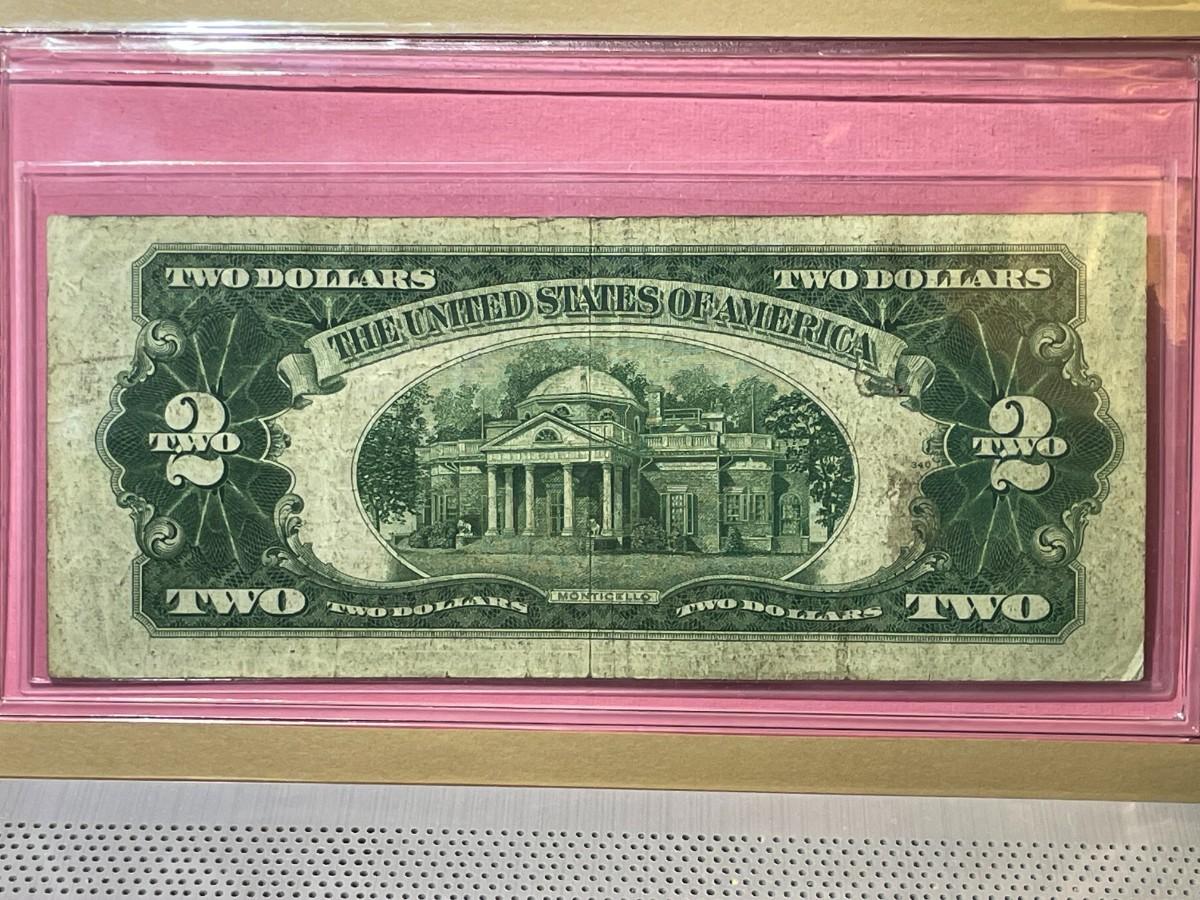 TWO DOLLARS TWO DOLLARS
THE UNITED STATES OF AMERICA
2 2
TWO TWO
340
MONTICELLO
TWO TWO DOLLARS TWO DOLLARS TWO